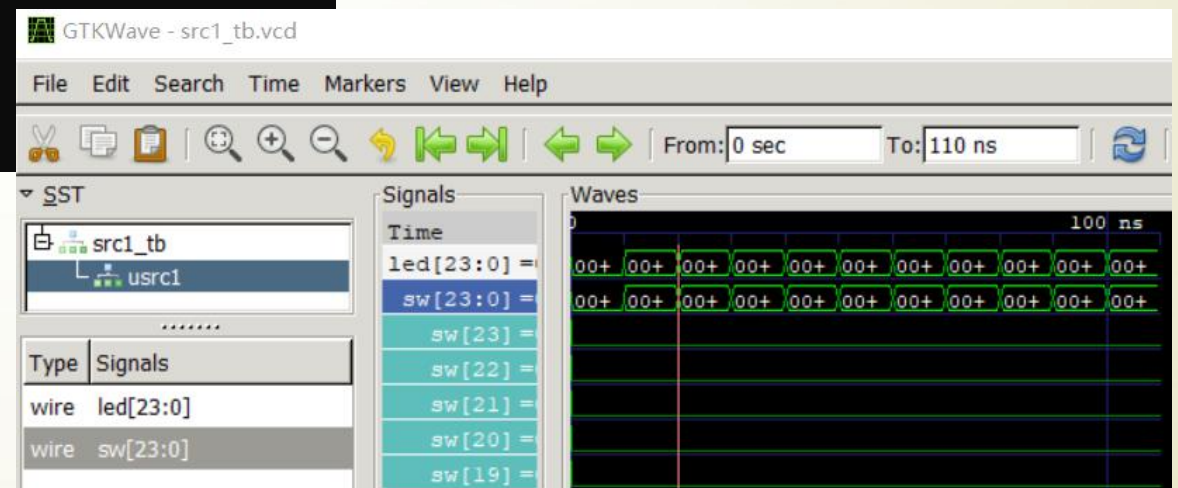 GTKWave - src1_tb.vcd
File Edit Search Time Markers View Help
From: 0 sec To: 110 ns
SST
src1_tb
usrc1
Type Signals
wire led[23:0]
wire sw[23:0]
Signals
Time
led[23:0] =
sw[23:0] =
sw[23] =
sw[22] =
sw[21] =
sw[20] =
sw[19] =
Waves
0 100 ns
00+ 00+ 00+ 00+ 00+ 00+ 00+ 00+ 00+ 00+ 00+
00+ 00+ 00+ 00+ 00+ 00+ 00+ 00+ 00+ 00+ 00+